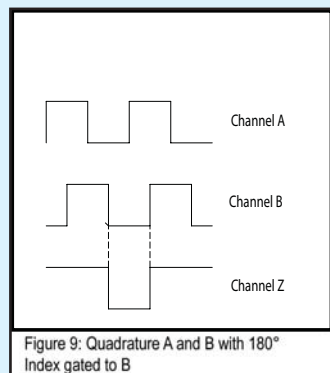 Channel A
Channel B
Channel Z
Figure 9: Quadrature A and B with 180°
Index gated to B